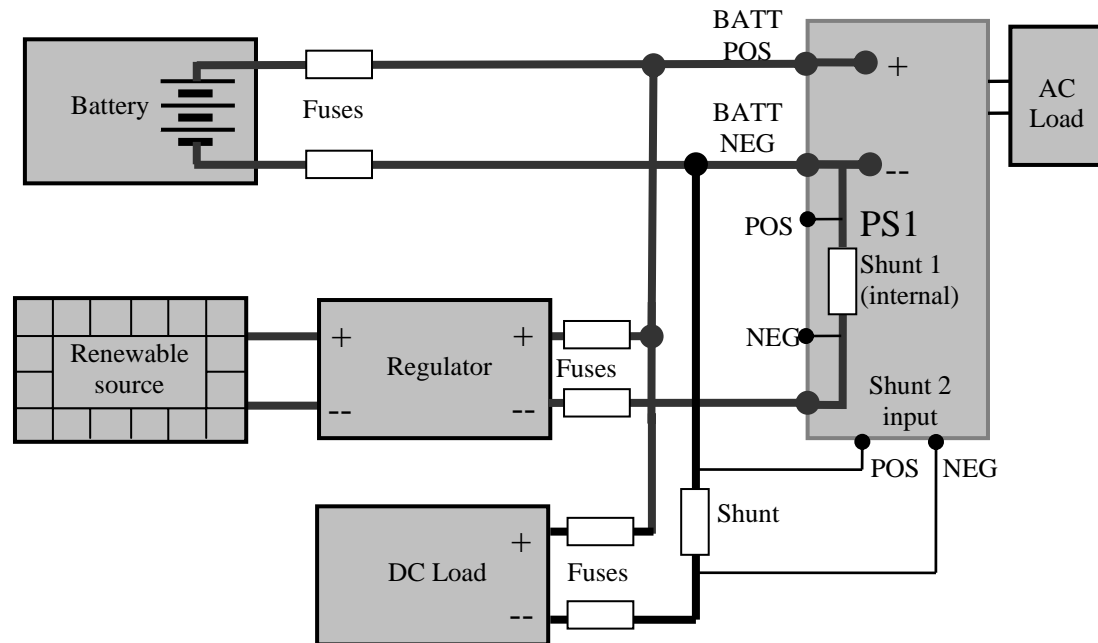 BATT
POS
+
AC
Load
Battery
Fuses
BATT
NEG
--
POS
PS1
Shunt 1
(internal)
NEG
Renewable
source
+
--
Regulator
+
--
Fuses
Shunt 2
input
POS
NEG
Shunt
DC Load
+
--
Fuses